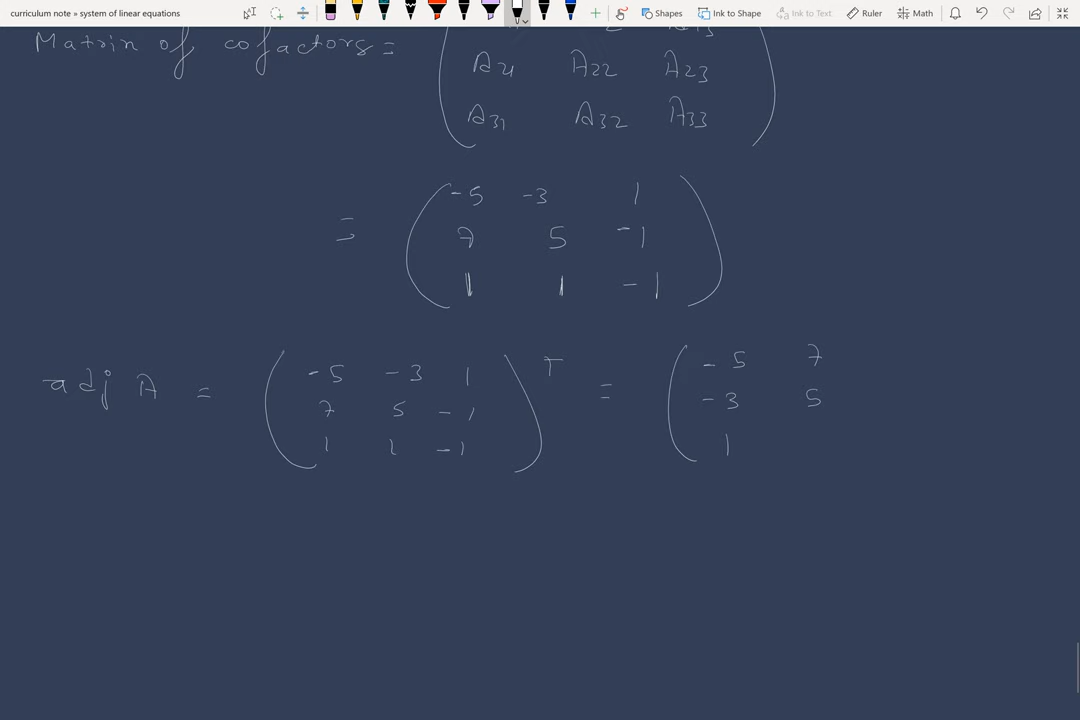 curriculum note » system of linear equations
Shapes Ink to Shape Ink to Text Ruler Math
Matrix of cofactors =
A21 A22 A23
A31 A32 A33
-5 -3 1
= 7 5 -1
1 1 -1
adj A = ( -5 -3 1 )T = ( -5 7
7 5 -1 -3 5
1 1 -1 1